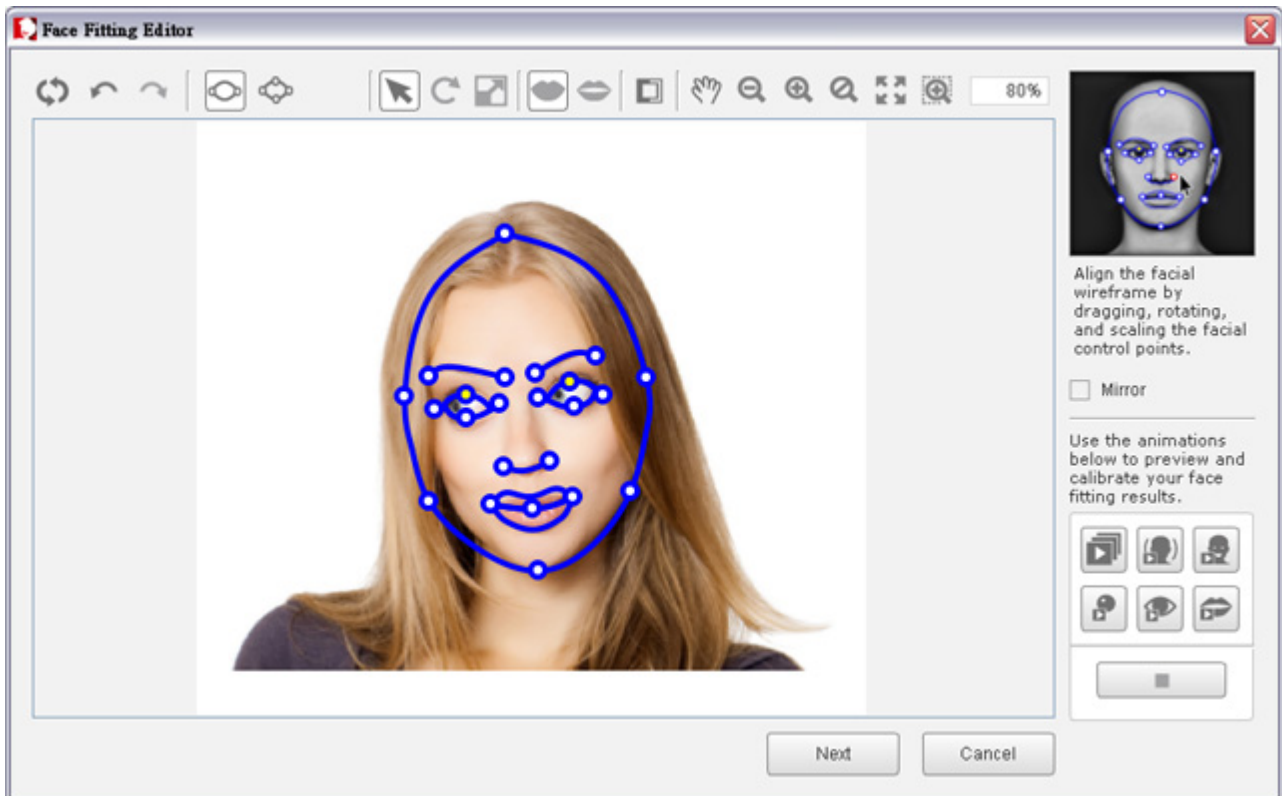 Face Fitting Editor
80%
Align the facial
wireframe by
dragging, rotating,
and scaling the facial
control points.
Mirror
Use the animations
below to preview and
calibrate your face
fitting results.
Next
Cancel